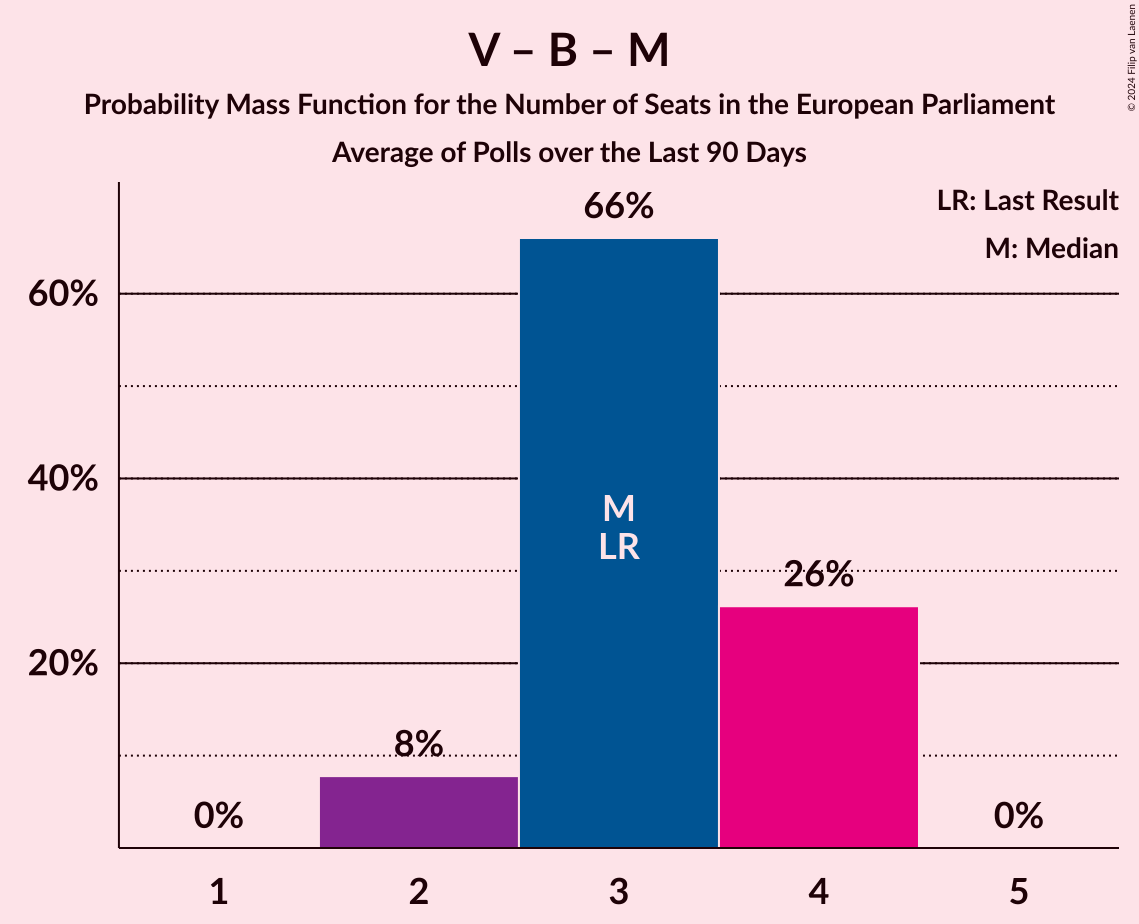 V – B – M
Probability Mass Function for the Number of Seats in the European Parliament
Average of Polls over the Last 90 Days
© 2024 Filip van Laenen
LR: Last Result
M: Median
66%
60%
40%
20%
M
LR
26%
8%
0%
0%
1
2
3
4
5